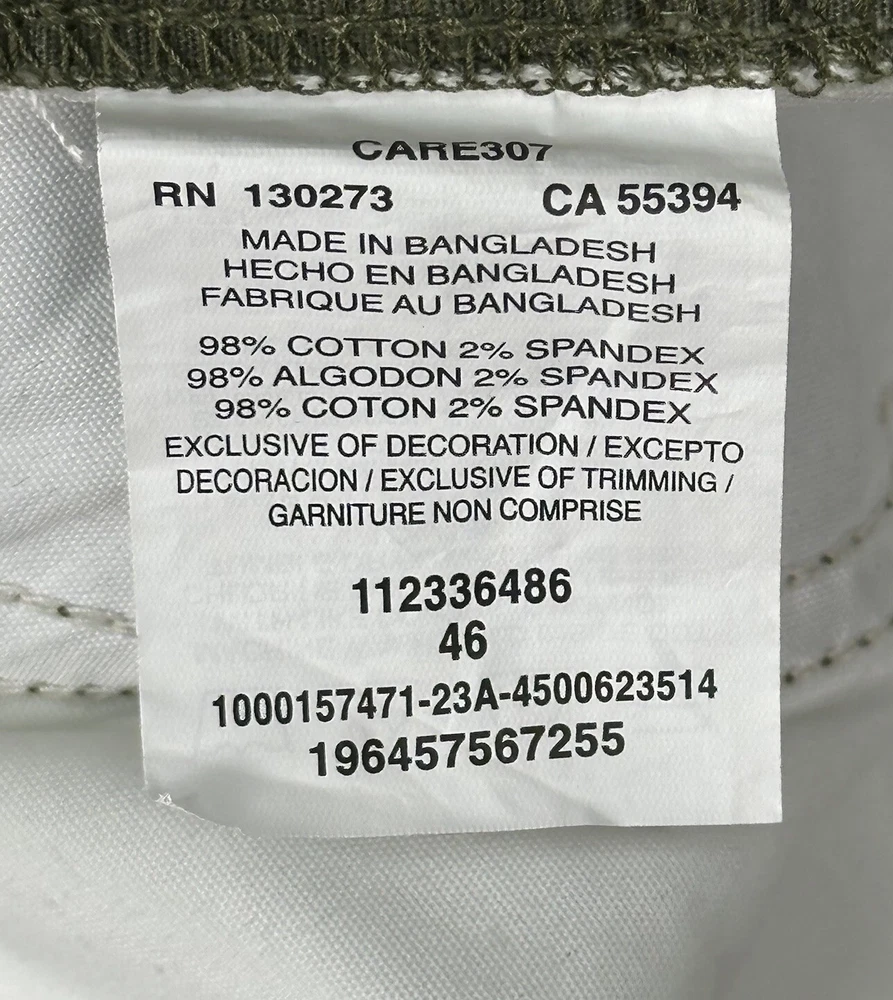 CARE307
RN 130273 CA 55394
MADE IN BANGLADESH
HECHO EN BANGLADESH
FABRIQUE AU BANGLADESH
98% COTTON 2% SPANDEX
98% ALGODON 2% SPANDEX
98% COTON 2% SPANDEX
EXCLUSIVE OF DECORATION / EXCEPTO
DECORACION / EXCLUSIVE OF TRIMMING /
GARNITURE NON COMPRISE
112336486
46
1000157471-23A-4500623514
196457567255